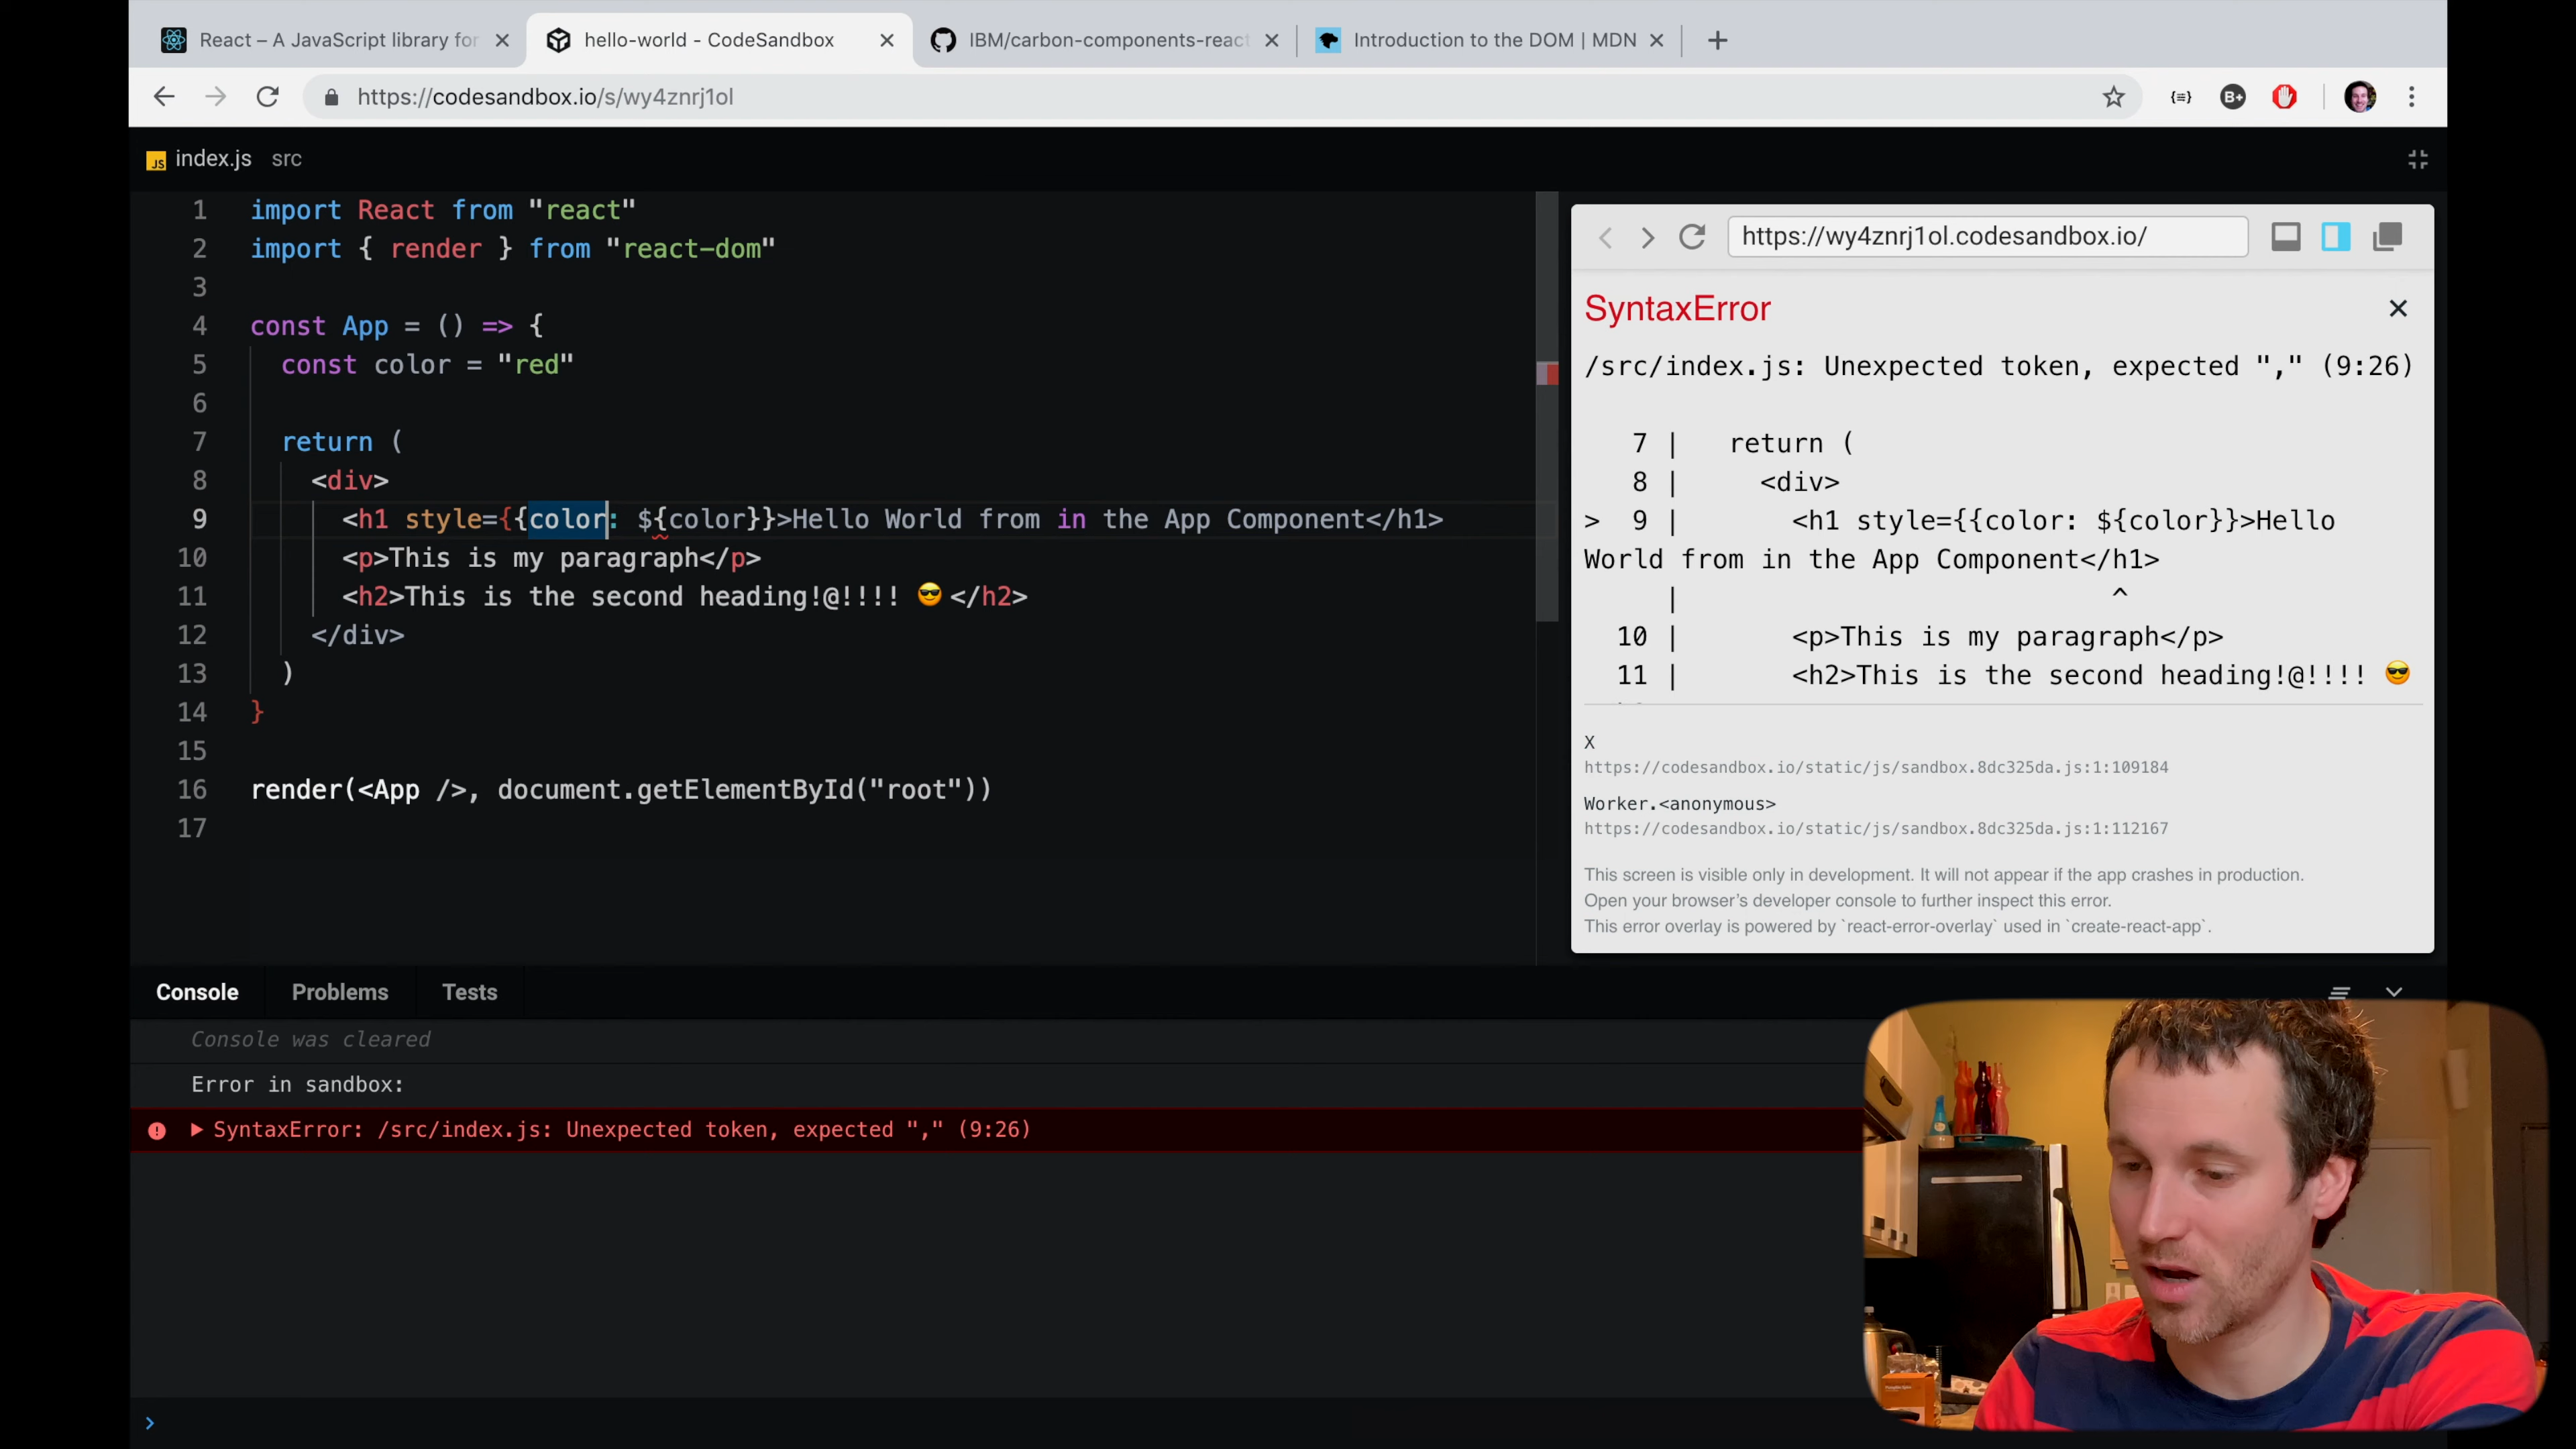 React – A JavaScript library for
hello-world - CodeSandbox
IBM/carbon-components-react
Introduction to the DOM | MDN
https://codesandbox.io/s/wy4znrj1ol
{≡}
B+
JS index.js src
1 import React from "react"
2 import { render } from "react-dom"
3
4 const App = () => {
5 const color = "red"
6
7 return (
8 <div>
9 <h1 style={{color: ${color}}>Hello World from in the App Component</h1>
10 <p>This is my paragraph</p>
11 <h2>This is the second heading!@!!!! 😎 </h2>
12 </div>
13 )
14 }
15
16 render(<App />, document.getElementById("root"))
17
https://wy4znrj1ol.codesandbox.io/
SyntaxError
/src/index.js: Unexpected token, expected "," (9:26)
7 | return (
8 | <div>
> 9 | <h1 style={{color: ${color}}>Hello
World from in the App Component</h1>
| ^
10 | <p>This is my paragraph</p>
11 | <h2>This is the second heading!@!!!! 😎
X
https://codesandbox.io/static/js/sandbox.8dc325da.js:1:109184
Worker.<anonymous>
https://codesandbox.io/static/js/sandbox.8dc325da.js:1:112167
This screen is visible only in development. It will not appear if the app crashes in production.
Open your browser’s developer console to further inspect this error.
This error overlay is powered by `react-error-overlay` used in `create-react-app`.
Console Problems Tests
Console was cleared
Error in sandbox:
SyntaxError: /src/index.js: Unexpected token, expected "," (9:26)